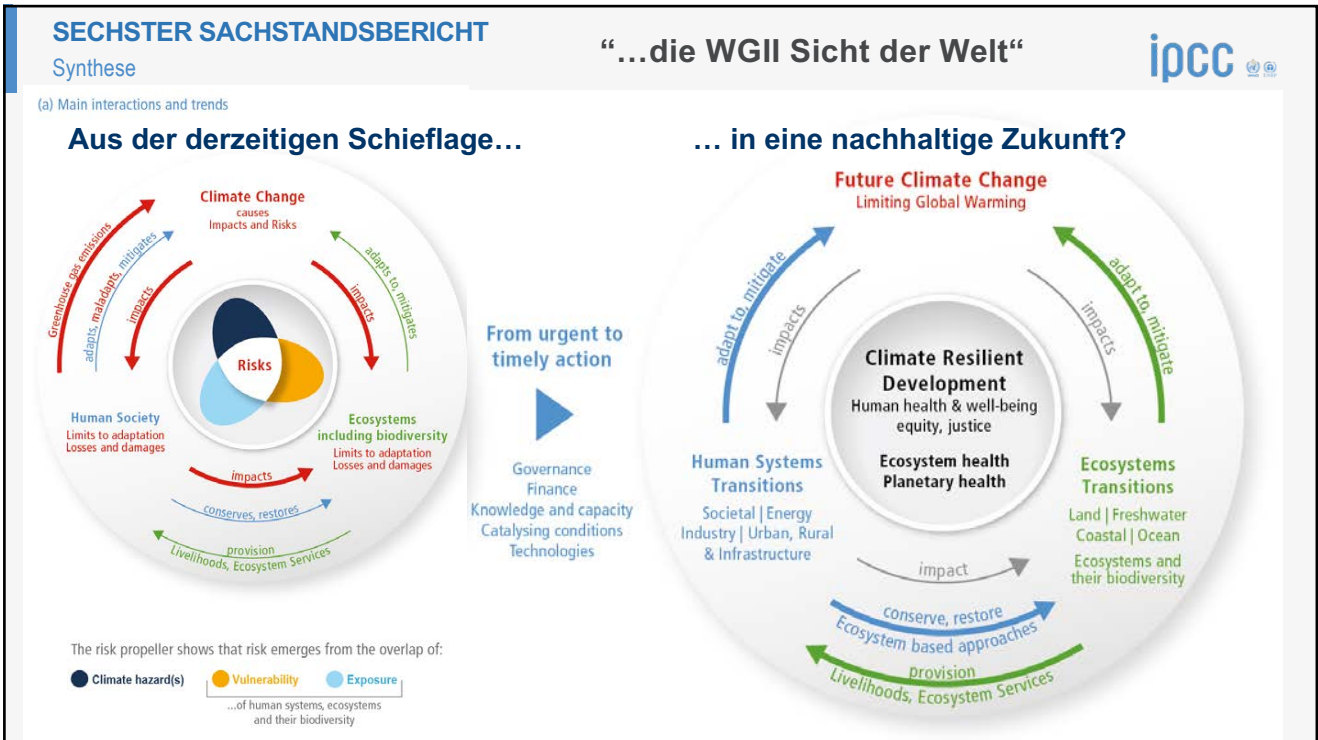 SECHSTER SACHSTANDSBERICHT
Synthese
“…die WGII Sicht der Welt“
ipcc
(a) Main interactions and trends
Aus der derzeitigen Schieflage…
Climate Change
causes
Impacts and Risks
Greenhouse gas emissions
adapts, maladapts, mitigates
impacts
impacts
adapts to, mitigates
Risks
Human Society
Limits to adaptation
Losses and damages
Ecosystems
including biodiversity
Limits to adaptation
Losses and damages
impacts
conserves, restores
provision
Livelihoods, Ecosystem Services
The risk propeller shows that risk emerges from the overlap of:
Climate hazard(s) Vulnerability Exposure
...of human systems, ecosystems
and their biodiversity
From urgent to
timely action
Governance
Finance
Knowledge and capacity
Catalysing conditions
Technologies
… in eine nachhaltige Zukunft?
Future Climate Change
Limiting Global Warming
adapt to, mitigate
impacts
impacts
adapt to, mitigate
Climate Resilient
Development
Human health & well-being
equity, justice
Ecosystem health
Planetary health
Human Systems
Transitions
Societal | Energy
Industry | Urban, Rural
& Infrastructure
Ecosystems
Transitions
Land | Freshwater
Coastal | Ocean
Ecosystems and
their biodiversity
impact
conserve, restore
Ecosystem based approaches
provision
Livelihoods, Ecosystem Services